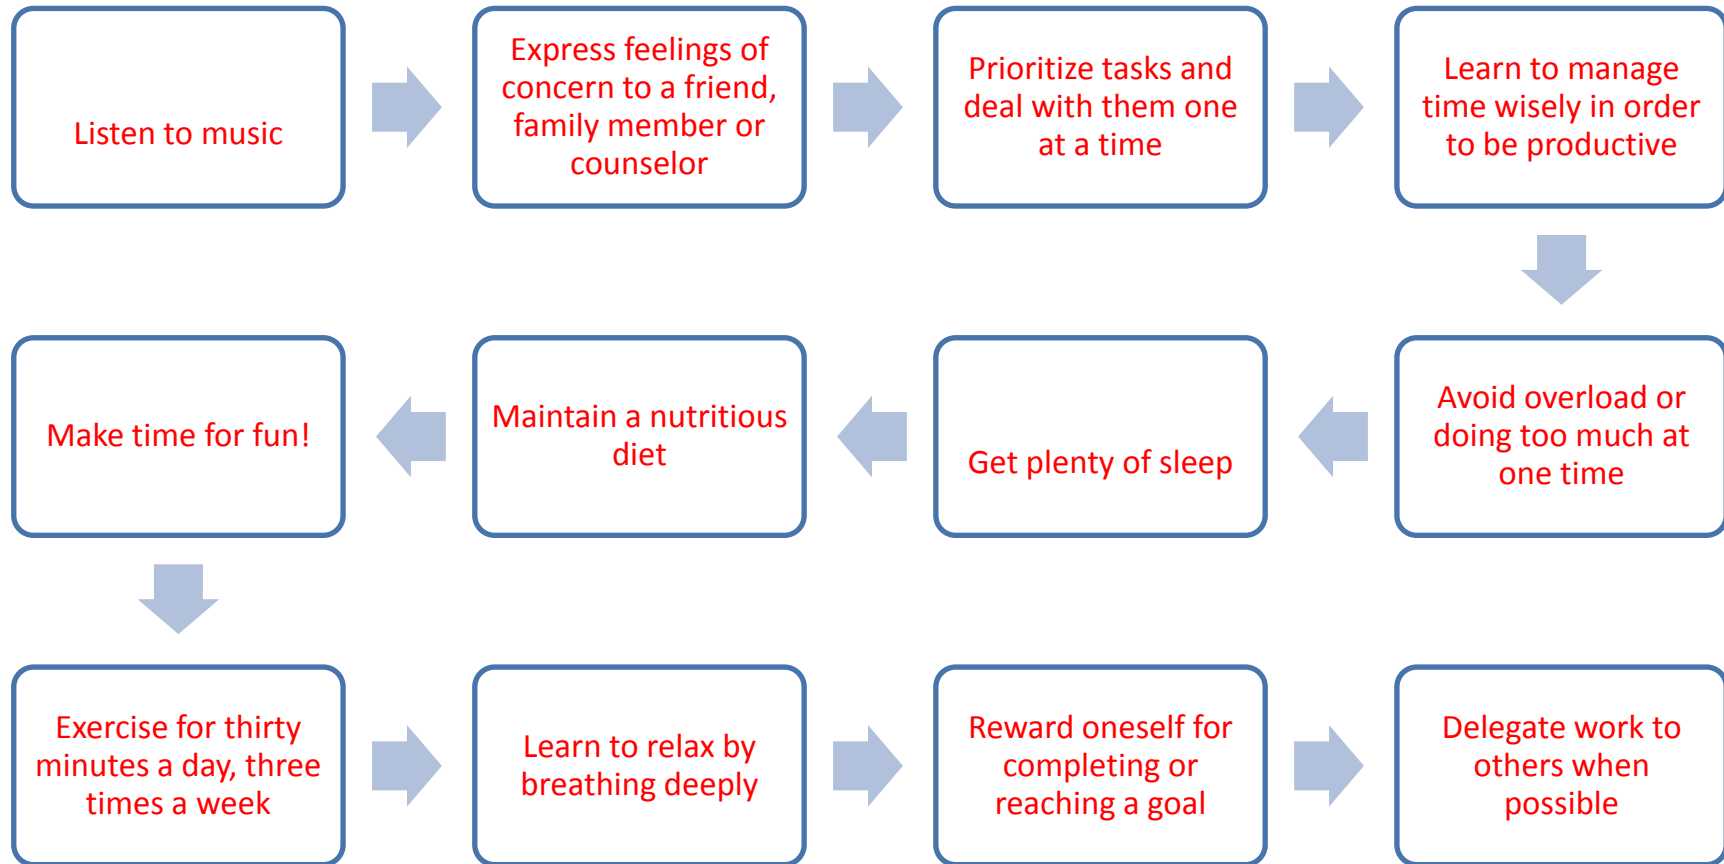 Listen to music
Express feelings of
concern to a friend,
family member or
counselor
Prioritize tasks and
deal with them one
at a time
Learn to manage
time wisely in order
to be productive
Avoid overload or
doing too much at
one time
Get plenty of sleep
Maintain a nutritious
diet
Make time for fun!
Exercise for thirty
minutes a day, three
times a week
Learn to relax by
breathing deeply
Reward oneself for
completing or
reaching a goal
Delegate work to
others when
possible